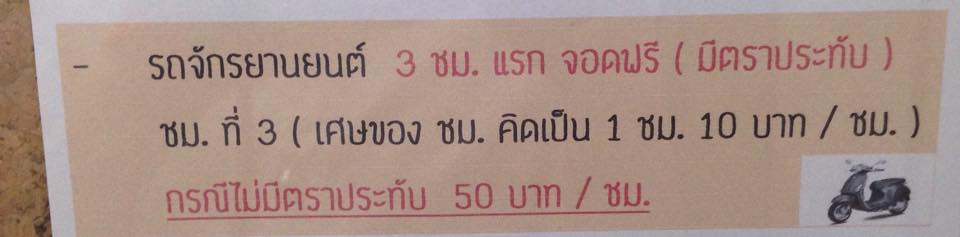 - รถจักรยานยนต์ 3 ชม. แรก จอดฟรี ( มีตราประทับ )
ชม. ที่ 3 ( เศษของ ชม. คิดเป็น 1 ชม. 10 บาท / ชม. )
กรณีไม่มีตราประทับ 50 บาท / ชม.